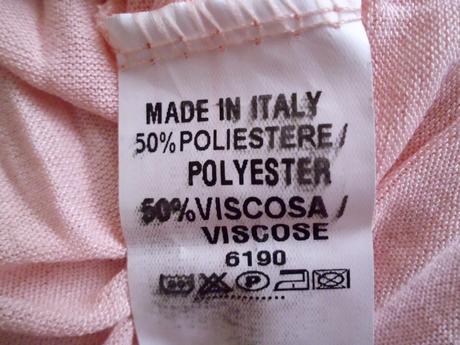 MADE IN ITALY
50% POLIESTERE/
POLYESTER
50% VISCOSA/
VISCOSE
6190
P